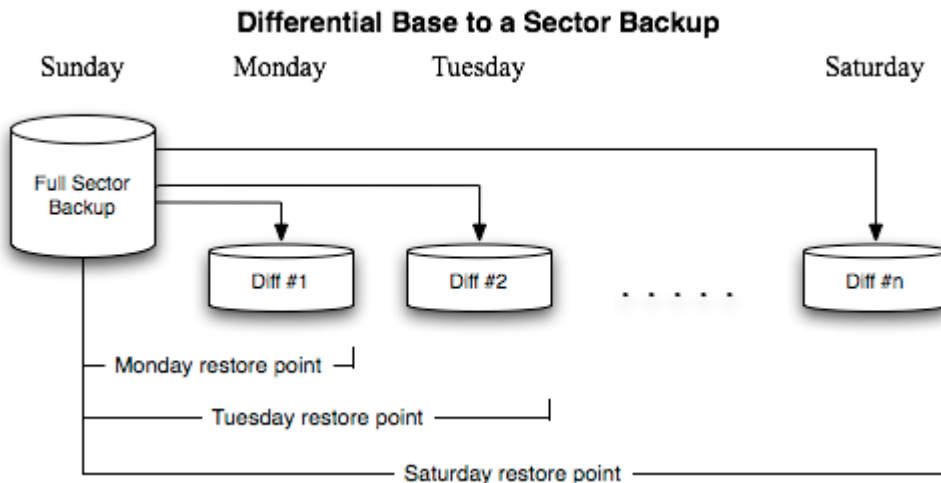 Differential Base to a Sector Backup
Sunday Monday Tuesday Saturday
Full Sector
Backup
Diff #1 Diff #2 . . . . . Diff #n
Monday restore point
Tuesday restore point
Saturday restore point